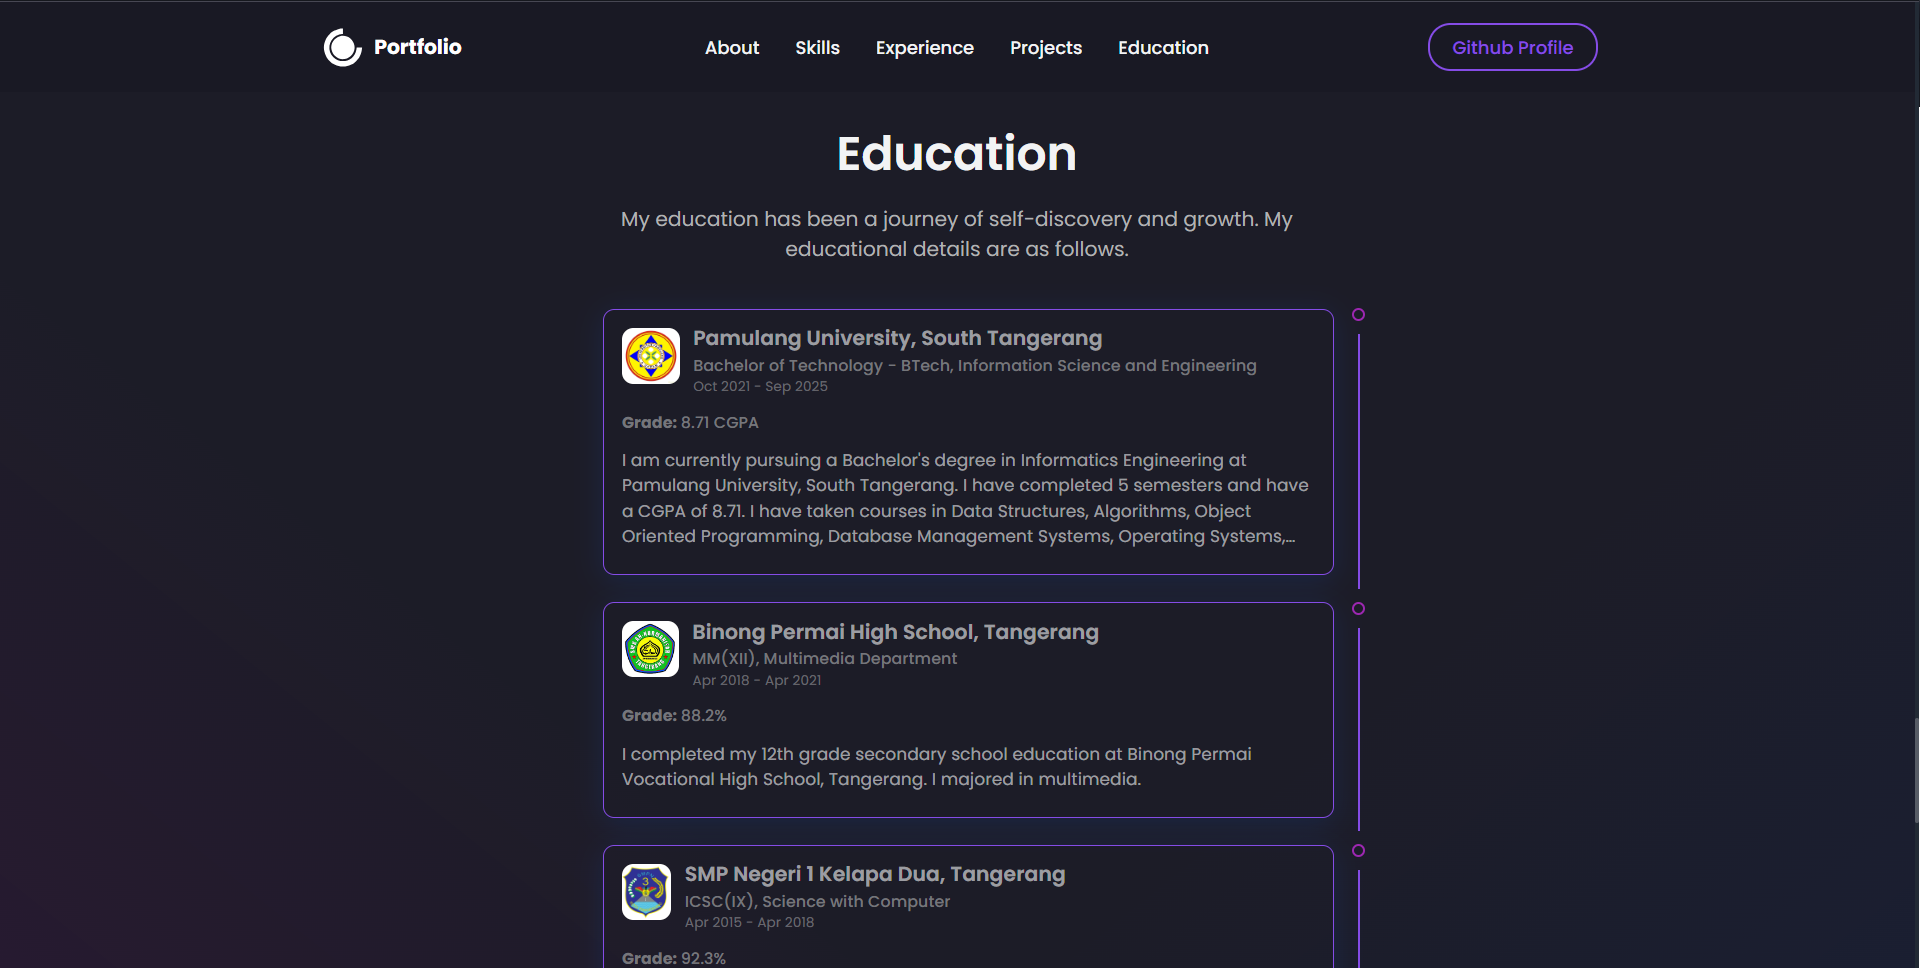 Portfolio
About
Skills
Experience
Projects
Education
Github Profile
Education
My education has been a journey of self-discovery and growth. My
educational details are as follows.
Pamulang University, South Tangerang
Bachelor of Technology - BTech, Information Science and Engineering
Oct 2021 - Sep 2025
Grade: 8.71 CGPA
I am currently pursuing a Bachelor's degree in Informatics Engineering at
Pamulang University, South Tangerang. I have completed 5 semesters and have
a CGPA of 8.71. I have taken courses in Data Structures, Algorithms, Object
Oriented Programming, Database Management Systems, Operating Systems,...
Binong Permai High School, Tangerang
MM(XII), Multimedia Department
Apr 2018 - Apr 2021
Grade: 88.2%
I completed my 12th grade secondary school education at Binong Permai
Vocational High School, Tangerang. I majored in multimedia.
SMP Negeri 1 Kelapa Dua, Tangerang
ICSC(IX), Science with Computer
Apr 2015 - Apr 2018
Grade: 92.3%